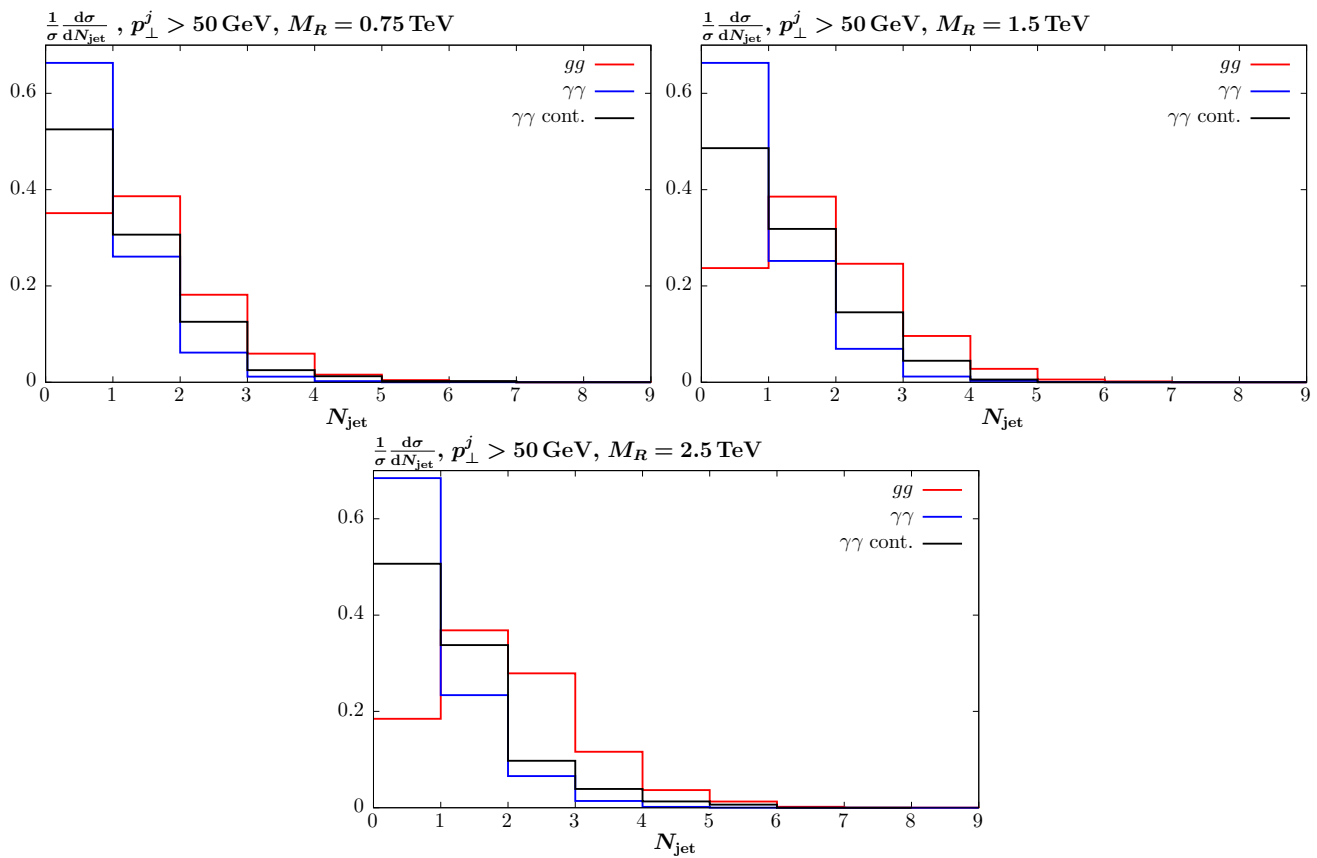 1/σ dσ/dN_jet , p_⊥^j > 50 GeV, M_R = 0.75 TeV
gg
γγ
γγ cont.
0.6
0.4
0.2
0
0 1 2 3 4 5 6 7 8 9
N_jet
1/σ dσ/dN_jet, p_⊥^j > 50 GeV, M_R = 1.5 TeV
gg
γγ
γγ cont.
0.6
0.4
0.2
0
0 1 2 3 4 5 6 7 8 9
N_jet
1/σ dσ/dN_jet, p_⊥^j > 50 GeV, M_R = 2.5 TeV
gg
γγ
γγ cont.
0.6
0.4
0.2
0
0 1 2 3 4 5 6 7 8 9
N_jet